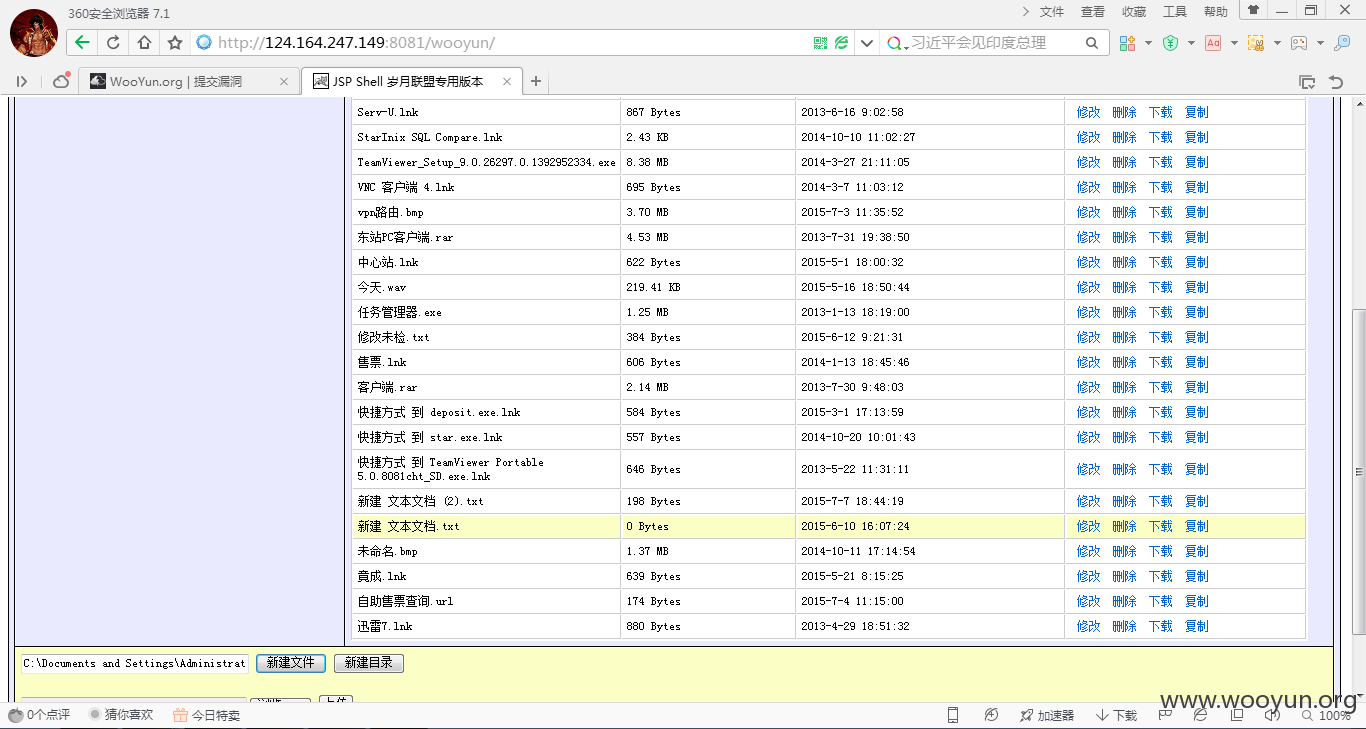 360安全浏览器 7.1
文件 查看 收藏 工具 帮助
http://124.164.247.149:8081/wooyun/
习近平会见印度总理
WooYun.org | 提交漏洞
JSP Shell 岁月联盟专用版本
Serv-U.lnk 867 Bytes 2013-6-16 9:02:58 修改 删除 下载 复制
StarInix SQL Compare.lnk 2.43 KB 2014-10-10 11:02:27 修改 删除 下载 复制
TeamViewer_Setup_9.0.26297.0.1392952334.exe 8.38 MB 2014-3-27 21:11:05 修改 删除 下载 复制
VNC 客户端 4.lnk 695 Bytes 2014-3-7 11:03:12 修改 删除 下载 复制
vpn路由.bmp 3.70 MB 2015-7-3 11:35:52 修改 删除 下载 复制
东站PC客户端.rar 4.53 MB 2013-7-31 19:38:50 修改 删除 下载 复制
中心站.lnk 622 Bytes 2015-5-1 18:00:32 修改 删除 下载 复制
今天.wav 219.41 KB 2015-5-16 18:50:44 修改 删除 下载 复制
任务管理器.exe 1.25 MB 2013-1-13 18:19:00 修改 删除 下载 复制
修改未检.txt 384 Bytes 2015-6-12 9:21:31 修改 删除 下载 复制
售票.lnk 606 Bytes 2014-1-13 18:45:46 修改 删除 下载 复制
客户端.rar 2.14 MB 2013-7-30 9:48:03 修改 删除 下载 复制
快捷方式 到 deposit.exe.lnk 584 Bytes 2015-3-1 17:13:59 修改 删除 下载 复制
快捷方式 到 star.exe.lnk 557 Bytes 2014-10-20 10:01:43 修改 删除 下载 复制
快捷方式 到 TeamViewer Portable
5.0.8081cht_SD.exe.lnk 646 Bytes 2013-5-22 11:31:11 修改 删除 下载 复制
新建 文本文档 (2).txt 198 Bytes 2015-7-7 18:44:19 修改 删除 下载 复制
新建 文本文档.txt 0 Bytes 2015-6-10 16:07:24 修改 删除 下载 复制
未命名.bmp 1.37 MB 2014-10-11 17:14:54 修改 删除 下载 复制
竟成.lnk 639 Bytes 2015-5-21 8:15:25 修改 删除 下载 复制
自助售票查询.url 174 Bytes 2015-7-4 11:15:00 修改 删除 下载 复制
迅雷7.lnk 880 Bytes 2013-4-29 18:51:32 修改 删除 下载 复制
C:\Documents and Settings\Administrat 新建文件 新建目录
www.wooyun.org
0个点评 猜你喜欢 今日特卖 加速器 下载 100%